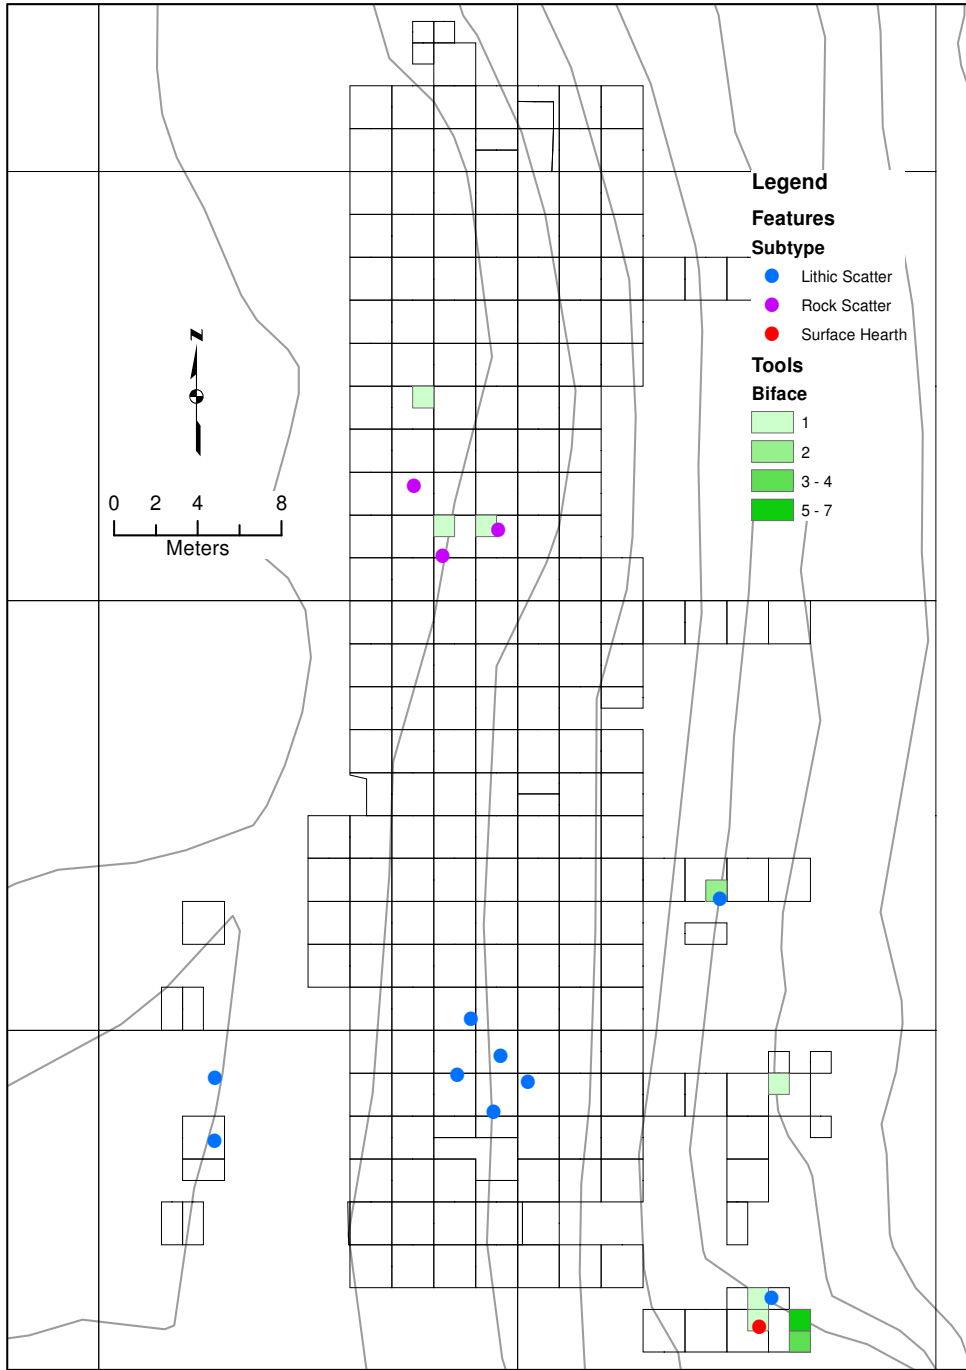 Legend
Features
Subtype
Lithic Scatter
Rock Scatter
Surface Hearth
Tools
Biface
1
2
3 - 4
5 - 7
N
0 2 4 8
Meters